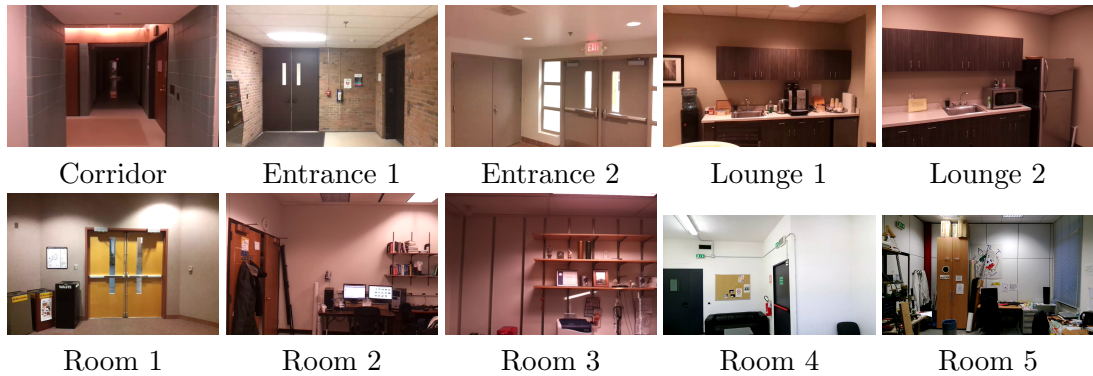 EXIT
Corridor
Entrance 1
Entrance 2
Lounge 1
Lounge 2
Room 1
Room 2
Room 3
Room 4
Room 5